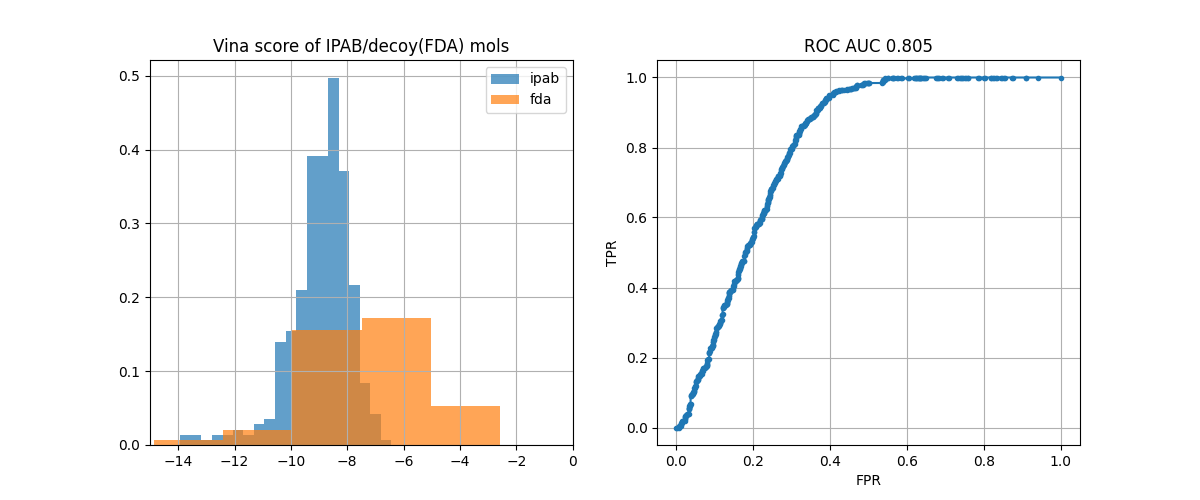 Vina score of IPAB/decoy(FDA) mols
ipab
fda
0.5
0.4
0.3
0.2
0.1
0.0
−14 −12 −10 −8 −6 −4 −2 0
ROC AUC 0.805
TPR
1.0
0.8
0.6
0.4
0.2
0.0
0.0 0.2 0.4 0.6 0.8 1.0
FPR